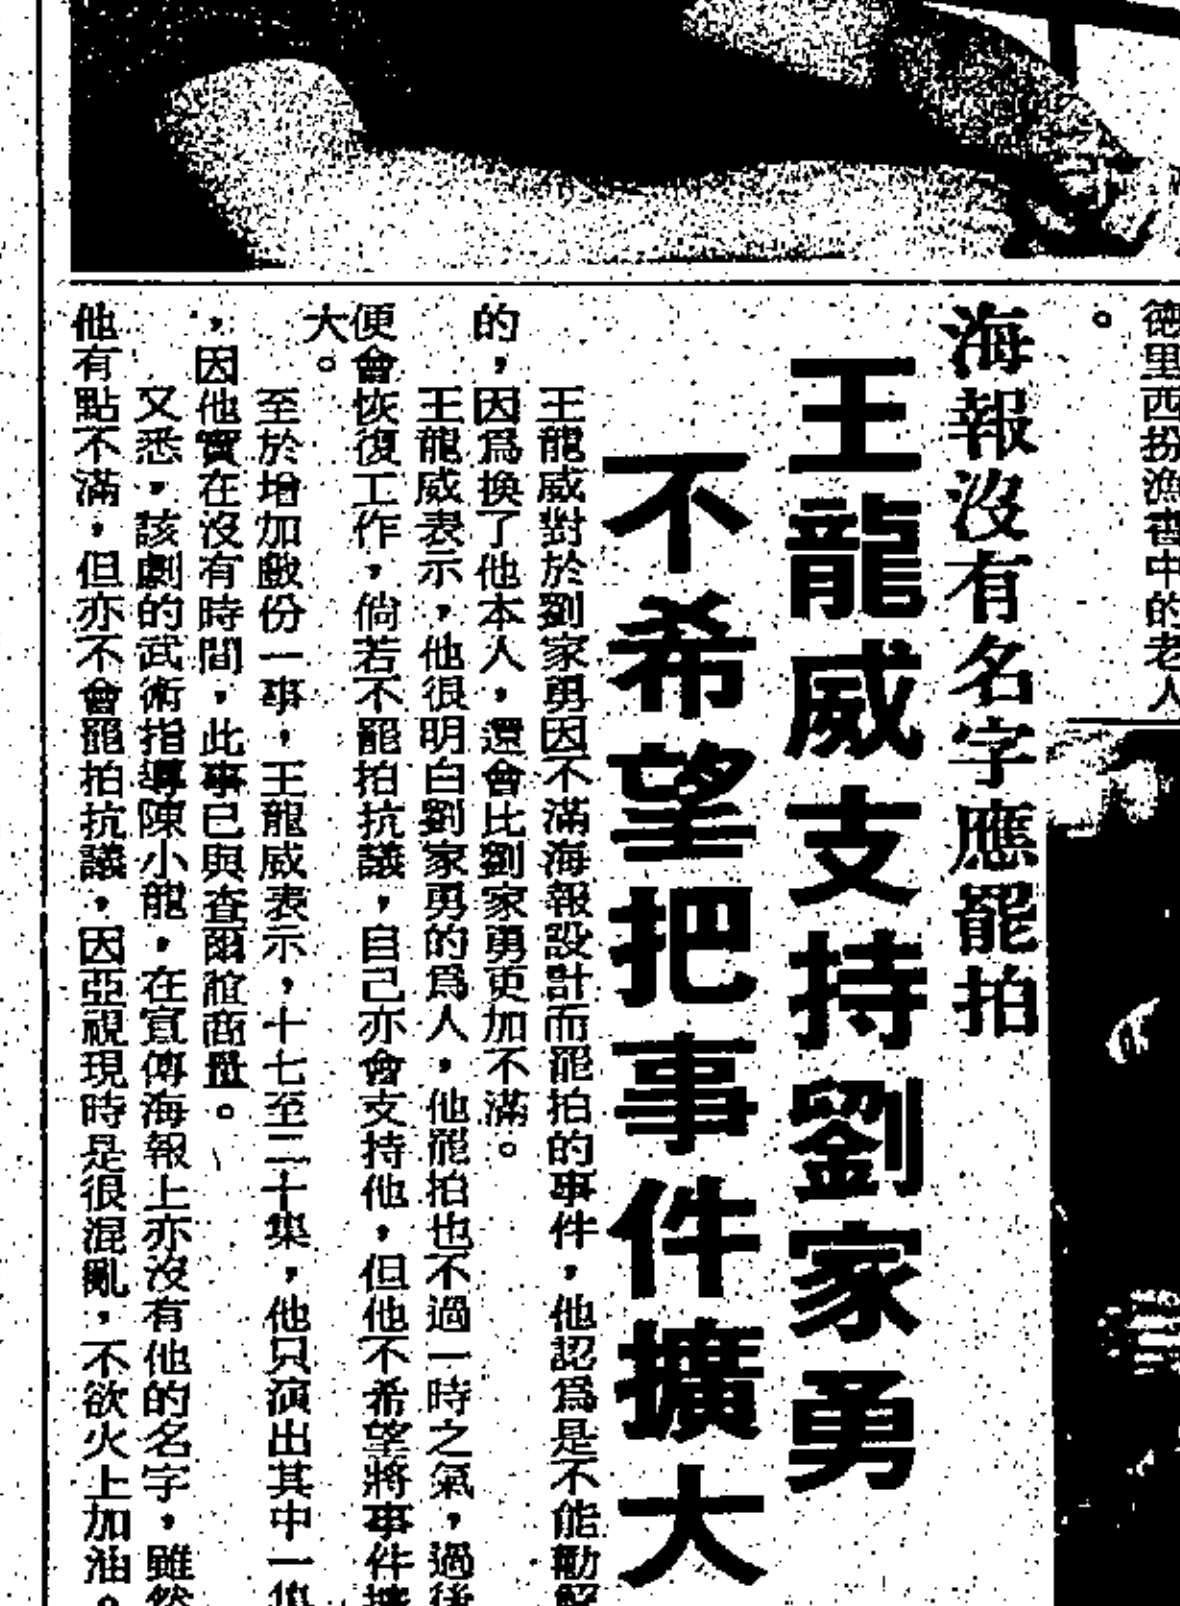 德里西扮漁書中的老人
。
海報沒有名字應罷拍
王龍威支持劉家勇
不希望把事件擴大
王龍威對於劉家勇因不滿海報設計而罷拍的事件，他認爲是不能勸解
的，因爲換了他本人，還會比劉家勇更加不滿。
王龍威表示，他很明白劉家勇的爲人，他罷拍也不過一時之氣，過後
便會恢復工作，倘若不罷拍抗議，自己亦會支持他，但他不希望將事件擴
大。
至於增加戲份一事，王龍威表示，十七至二十集，他只演出其中一集
，因他實在沒有時間，此事已與查爾誼商量。
又悉，該劇的武術指導陳小龍，在宣傳海報上亦沒有他的名字，雖然
他有點不滿，但亦不會罷拍抗議，因亞視現時是很混亂，不欲火上加油。